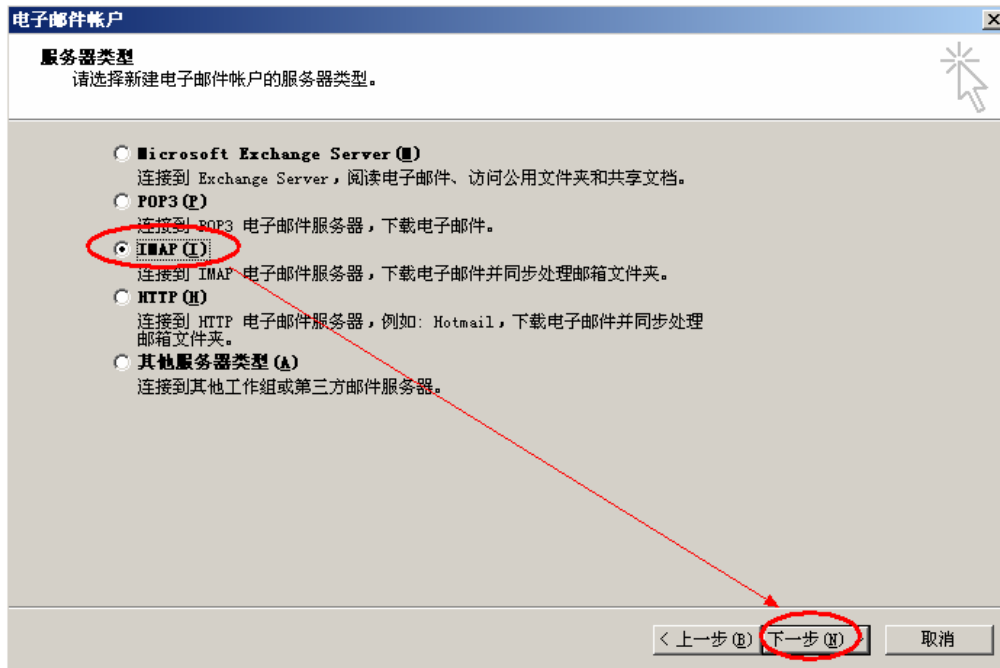 电子邮件帐户
服务器类型
请选择新建电子邮件帐户的服务器类型。
Microsoft Exchange Server(M)
连接到 Exchange Server,阅读电子邮件、访问公用文件夹和共享文档。
POP3(P)
连接到 POP3 电子邮件服务器,下载电子邮件。
IMAP(I)
连接到 IMAP 电子邮件服务器,下载电子邮件并同步处理邮箱文件夹。
HTTP(H)
连接到 HTTP 电子邮件服务器,例如: Hotmail,下载电子邮件并同步处理
邮箱文件夹。
其他服务器类型(A)
连接到其他工作组或第三方邮件服务器。
< 上一步(B) 下一步(N) > 取消